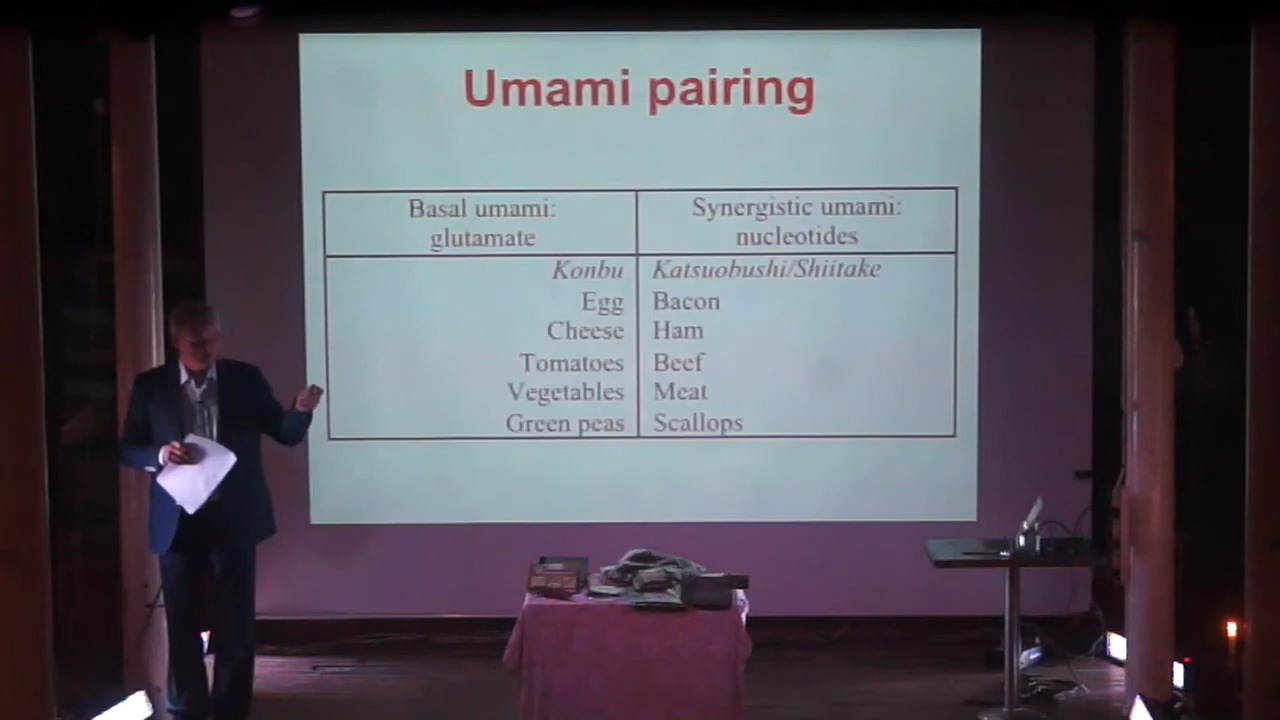 Umami pairing
Basal umami:
glutamate
Synergistic umami:
nucleotides
Konbu
Katsuobushi/Shiitake
Egg
Bacon
Cheese
Ham
Tomatoes
Beef
Vegetables
Meat
Green peas
Scallops